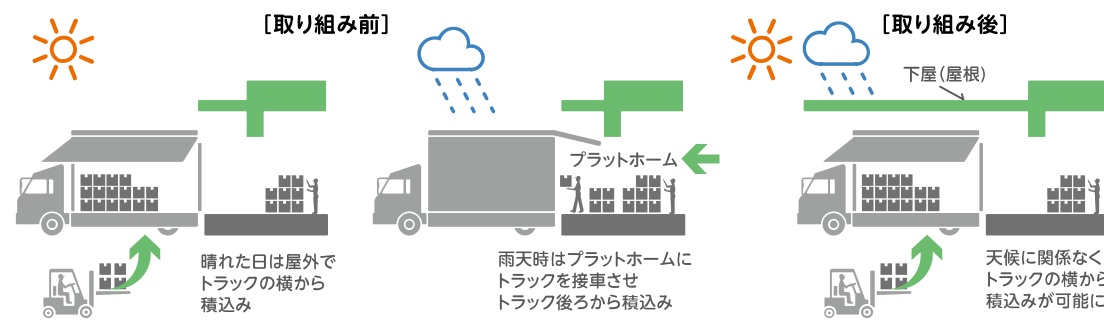 [取り組み前]
晴れた日は屋外で
トラックの横から
積込み
プラットホーム
雨天時はプラットホームに
トラックを接車させ
トラック後ろから積込み
[取り組み後]
下屋(屋根)
天候に関係なく
トラックの横から
積込みが可能に